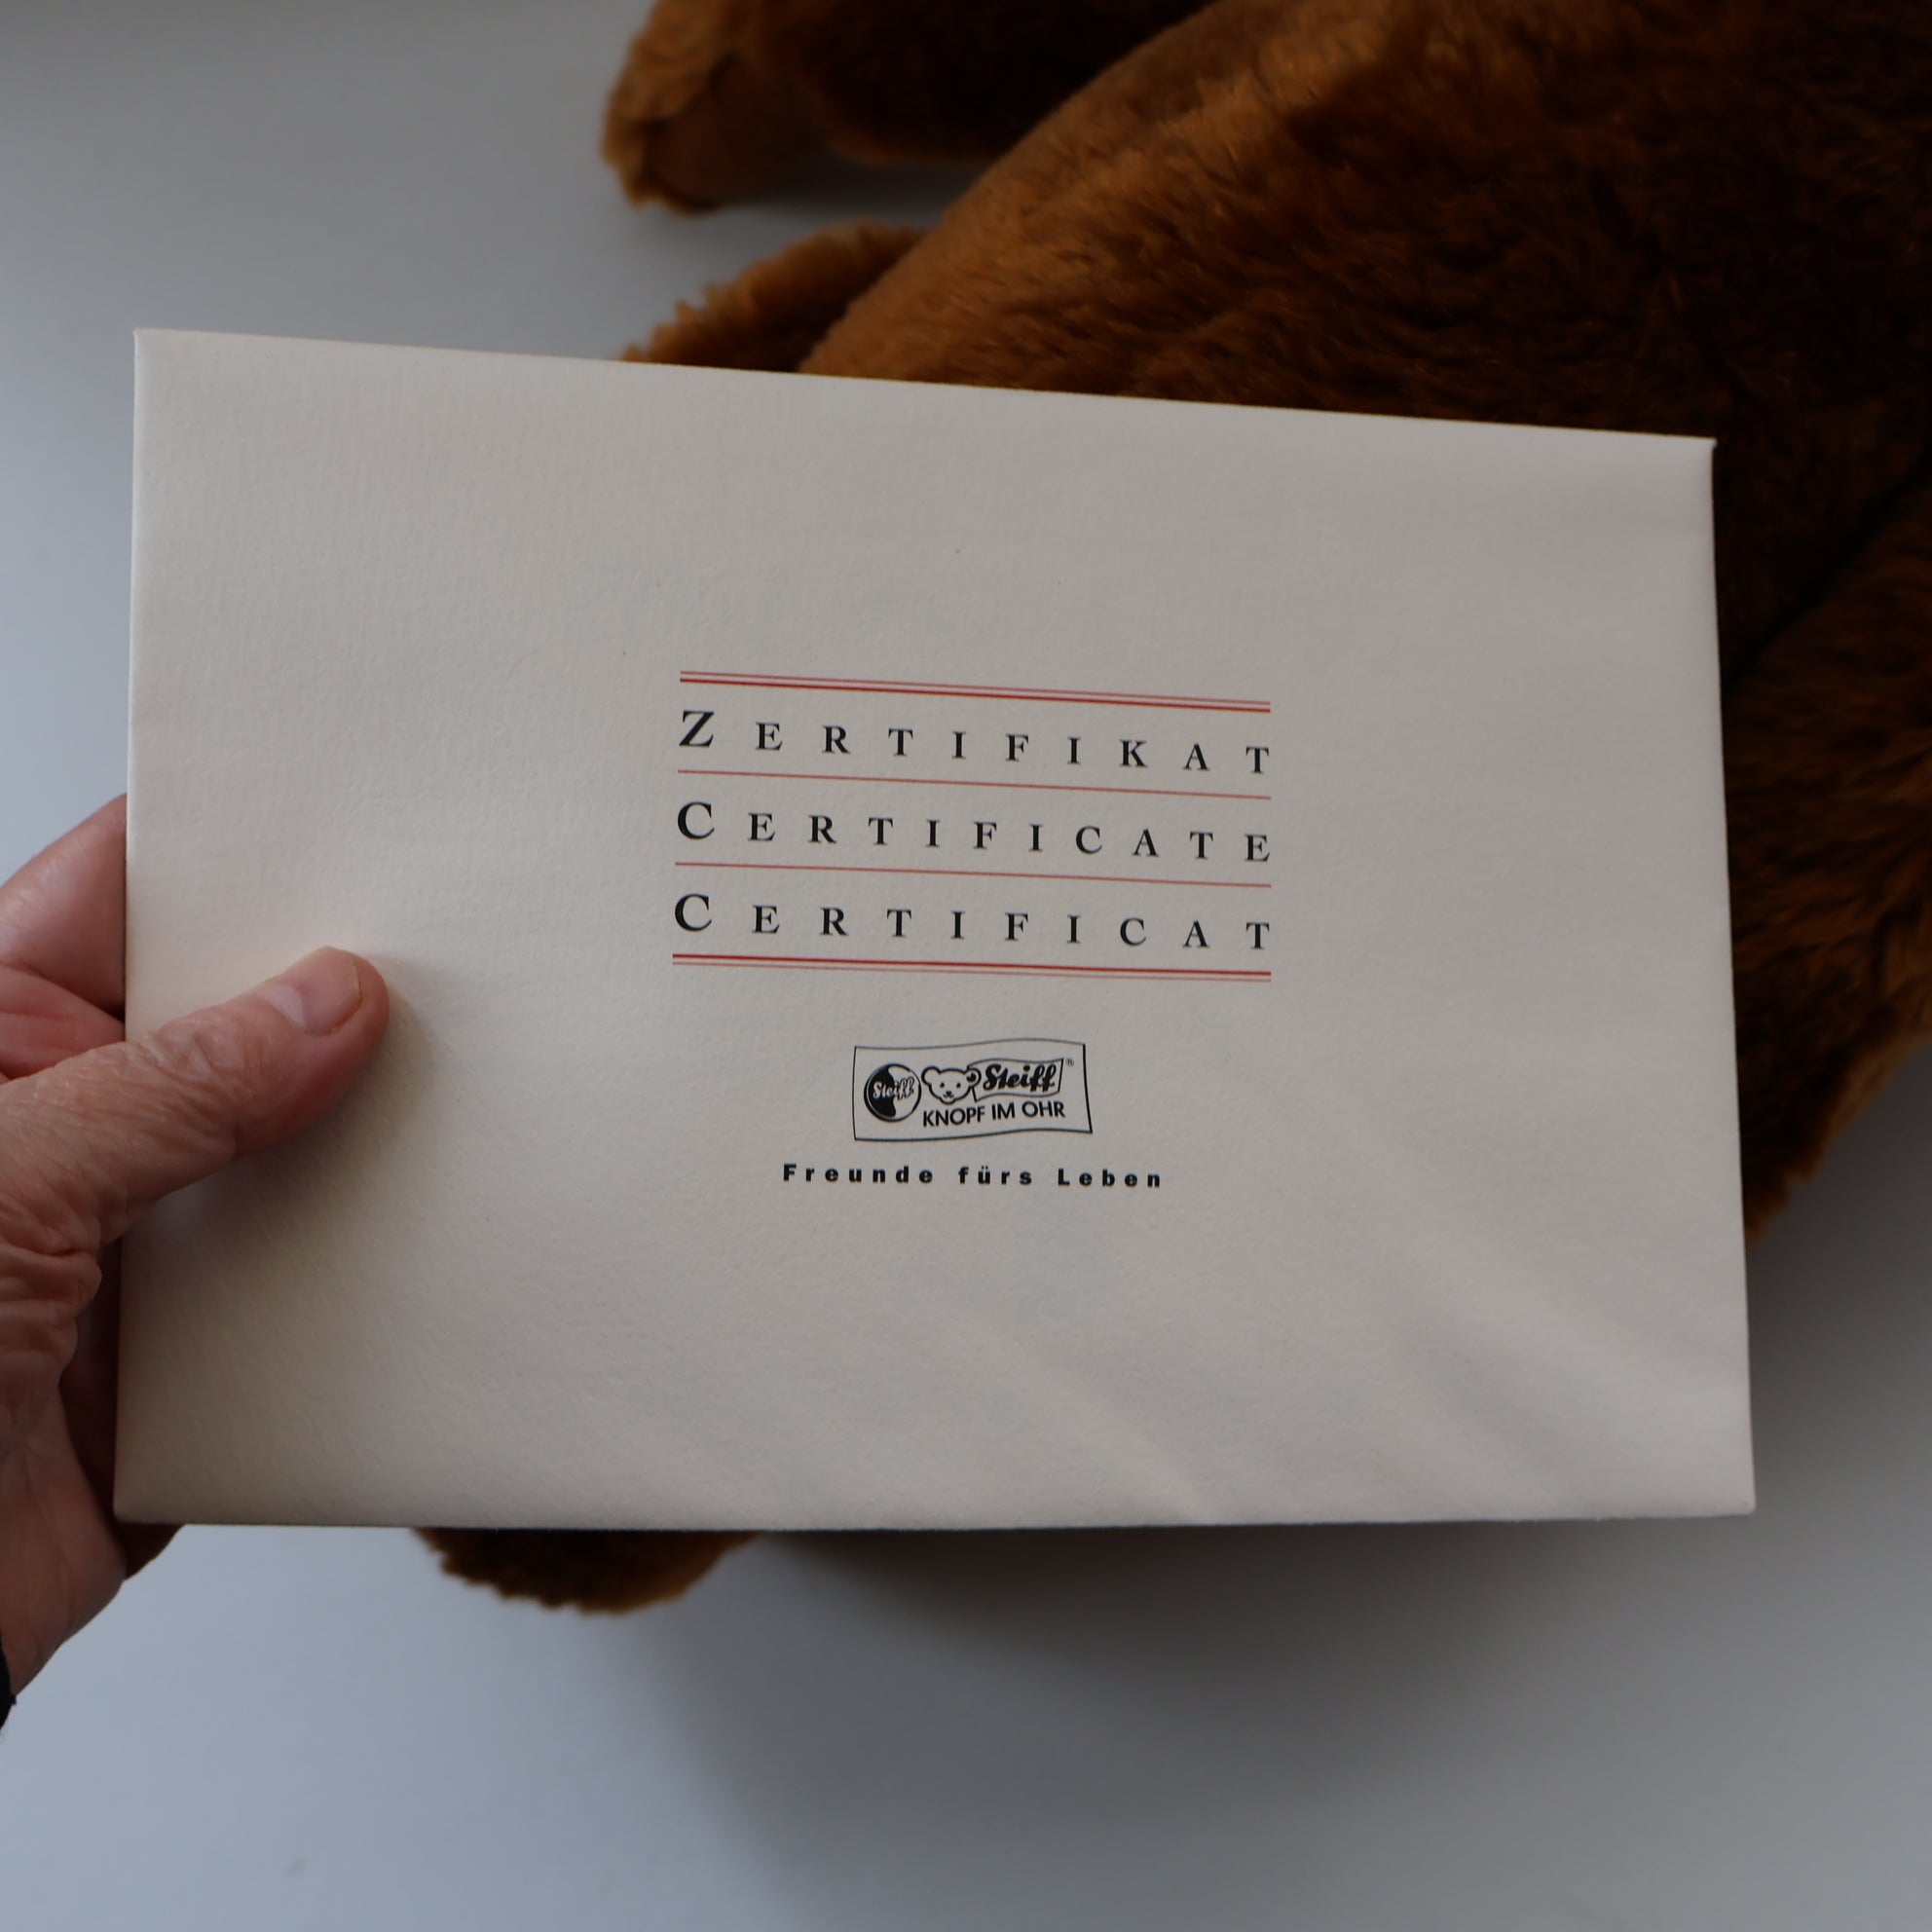 ZERTIFIKAT
CERTIFICATE
CERTIFICAT
Steiff Steiff®
KNOPF IM OHR
Freunde fürs Leben